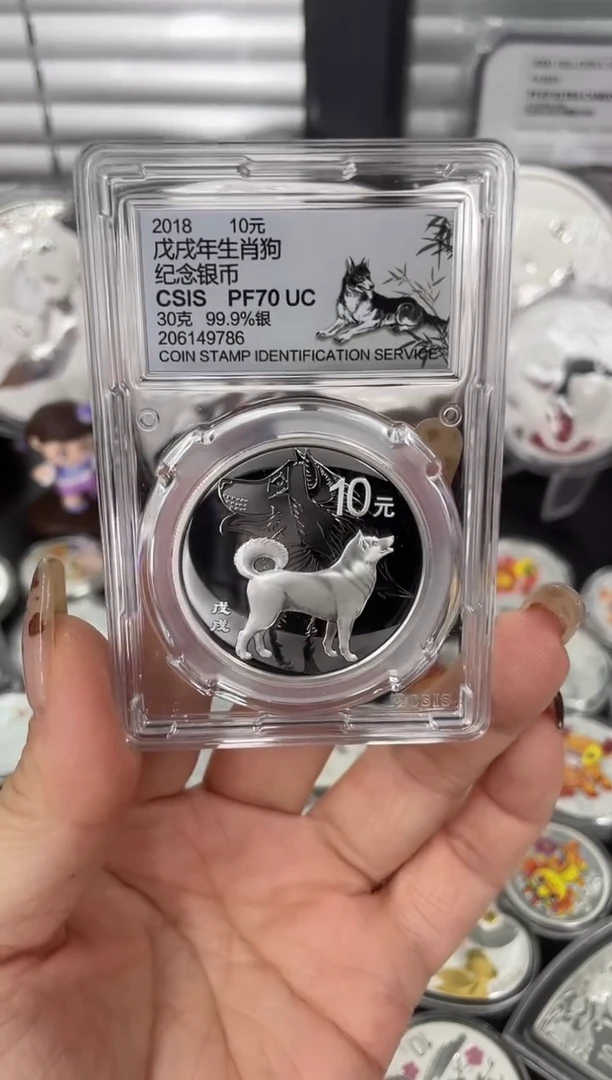 2018 10元
戊戌年生肖狗
纪念银币
CSIS PF70 UC
30克 99.9%银
206149786
COIN STAMP IDENTIFICATION SERVICE
10元
戊戌
CSIS